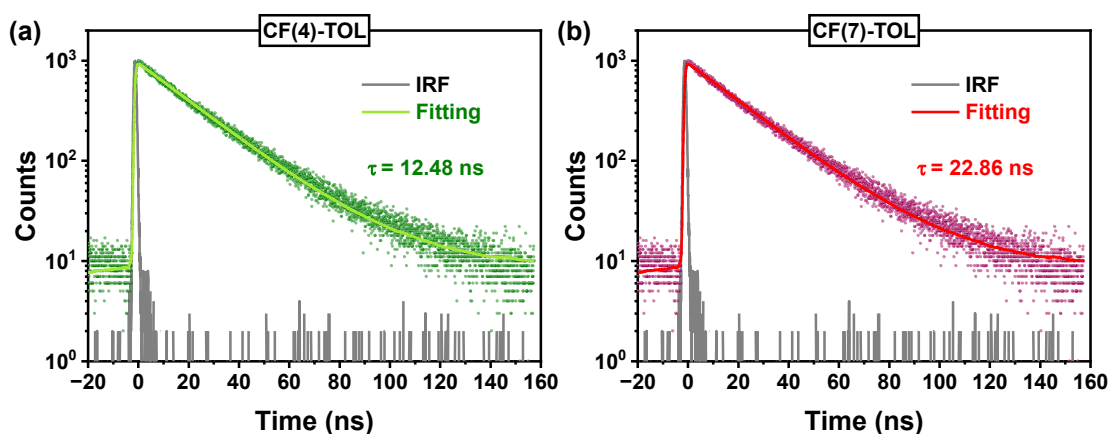 (a)
CF(4)-TOL
10³
10²
10¹
10⁰
Counts
IRF
Fitting
τ = 12.48 ns
−20 0 20 40 60 80 100 120 140 160
Time (ns)
(b)
CF(7)-TOL
10³
10²
10¹
10⁰
Counts
IRF
Fitting
τ = 22.86 ns
−20 0 20 40 60 80 100 120 140 160
Time (ns)